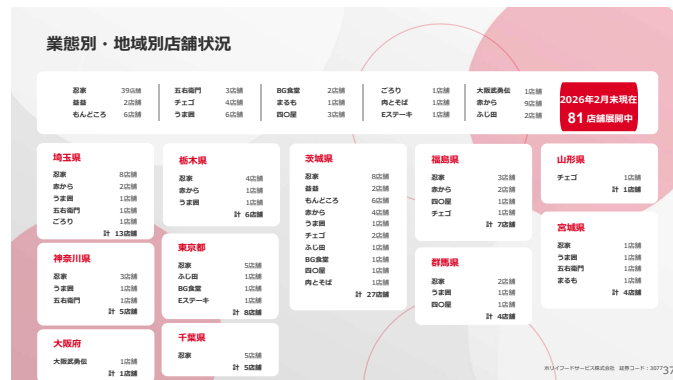 業態別・地域別店舗状況
忍家 39店舗
益益 2店舗
もんどころ 6店舗
五右衛門 3店舗
チェゴ 4店舗
うま囲 6店舗
BG食堂 2店舗
まるも 1店舗
四〇屋 3店舗
ごろり 1店舗
肉とそば 1店舗
Eステーキ 1店舗
大阪武勇伝 1店舗
赤から 9店舗
ふじ田 2店舗
2026年2月末現在
81 店舗展開中
埼玉県
忍家 8店舗
赤から 2店舗
うま囲 1店舗
五右衛門 1店舗
ごろり 1店舗
計 13店舗
神奈川県
忍家 3店舗
うま囲 1店舗
五右衛門 1店舗
計 5店舗
大阪府
大阪武勇伝 1店舗
計 1店舗
栃木県
忍家 4店舗
赤から 1店舗
うま囲 1店舗
計 6店舗
東京都
忍家 5店舗
ふじ田 1店舗
BG食堂 1店舗
Eステーキ 1店舗
計 8店舗
千葉県
忍家 5店舗
計 5店舗
茨城県
忍家 8店舗
益益 2店舗
もんどころ 6店舗
赤から 4店舗
うま囲 1店舗
チェゴ 2店舗
ふじ田 1店舗
BG食堂 1店舗
四〇屋 1店舗
肉とそば 1店舗
計 27店舗
福島県
忍家 3店舗
赤から 2店舗
四〇屋 1店舗
チェゴ 1店舗
計 7店舗
群馬県
忍家 2店舗
うま囲 1店舗
四〇屋 1店舗
計 4店舗
山形県
チェゴ 1店舗
計 1店舗
宮城県
忍家 1店舗
うま囲 1店舗
五右衛門 1店舗
まるも 1店舗
計 4店舗
ホリイフードサービス株式会社 証券コード：3077
37